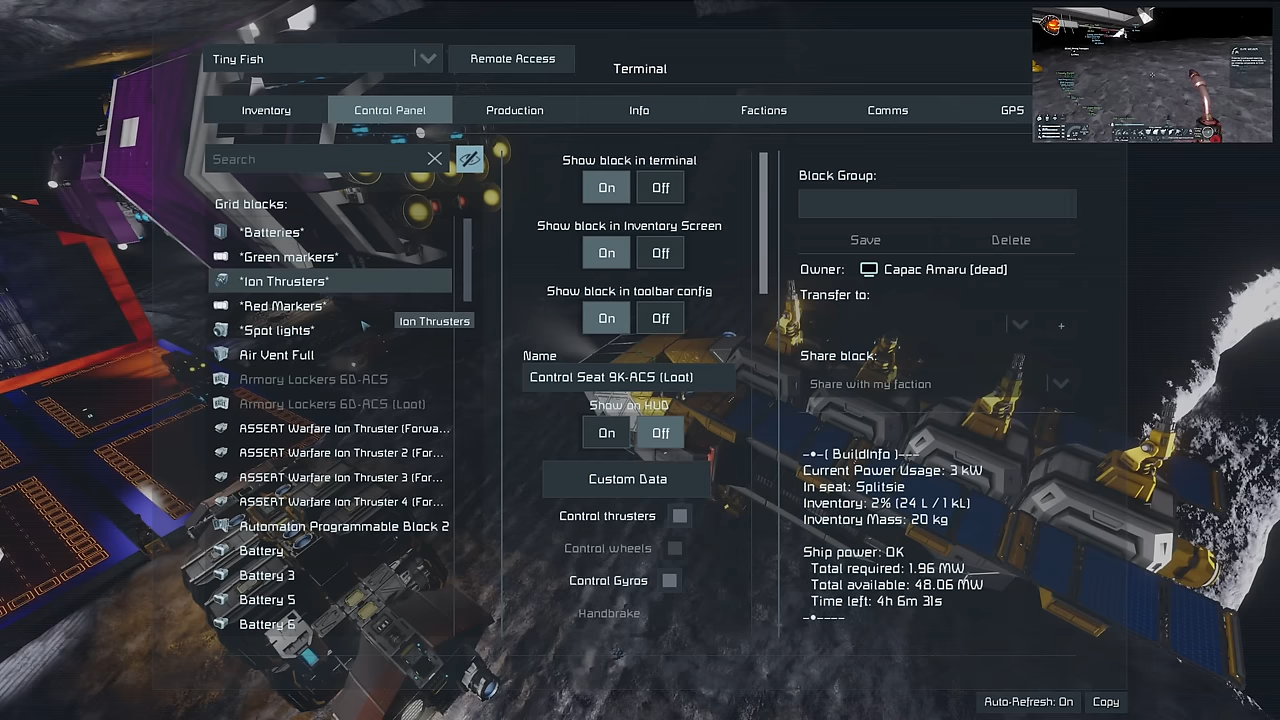 Tiny Fish
Remote Access
Terminal
Inventory
Control Panel
Production
Info
Factions
Comms
GPS
Search
Grid blocks:
*Batteries*
*Green markers*
*Ion Thrusters*
*Red Markers*
*Spot lights*
Ion Thrusters
Air Vent Full
Armory Lockers 6D-ACS
Armory Lockers 6D-ACS (Loot)
ASSERT Warfare Ion Thruster (Forwa...
ASSERT Warfare Ion Thruster 2 (For...
ASSERT Warfare Ion Thruster 3 (For...
ASSERT Warfare Ion Thruster 4 (For...
Automaton Programmable Block 2
Battery
Battery 3
Battery 5
Battery 6
Show block in terminal
On Off
Show block in Inventory Screen
On Off
Show block in toolbar config
On Off
Name
Control Seat 9K-ACS (Loot)
Show on HUD
On Off
Custom Data
Control thrusters
Control wheels
Control Gyros
Handbrake
Block Group:
Save Delete
Owner: Capac Amaru [dead]
Transfer to:
+
Share block:
Share with my faction
-●-( BuildInfo )---
Current Power Usage: 3 kW
In seat: Splitsie
Inventory: 2% (24 L / 1 kL)
Inventory Mass: 20 kg
Ship power: OK
Total required: 1.96 MW
Total available: 48.06 MW
Time left: 4h 6m 31s
-●----
Auto-Refresh: On
Copy